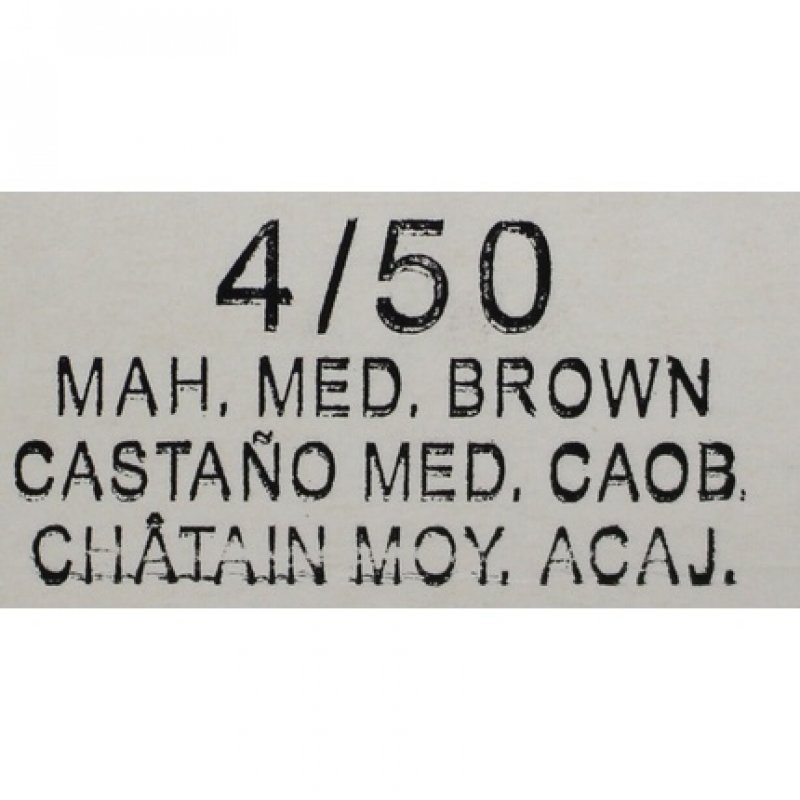 4/50
MAH. MED. BROWN
CASTAÑO MED. CAOB.
CHÂTAIN MOY. ACAJ.